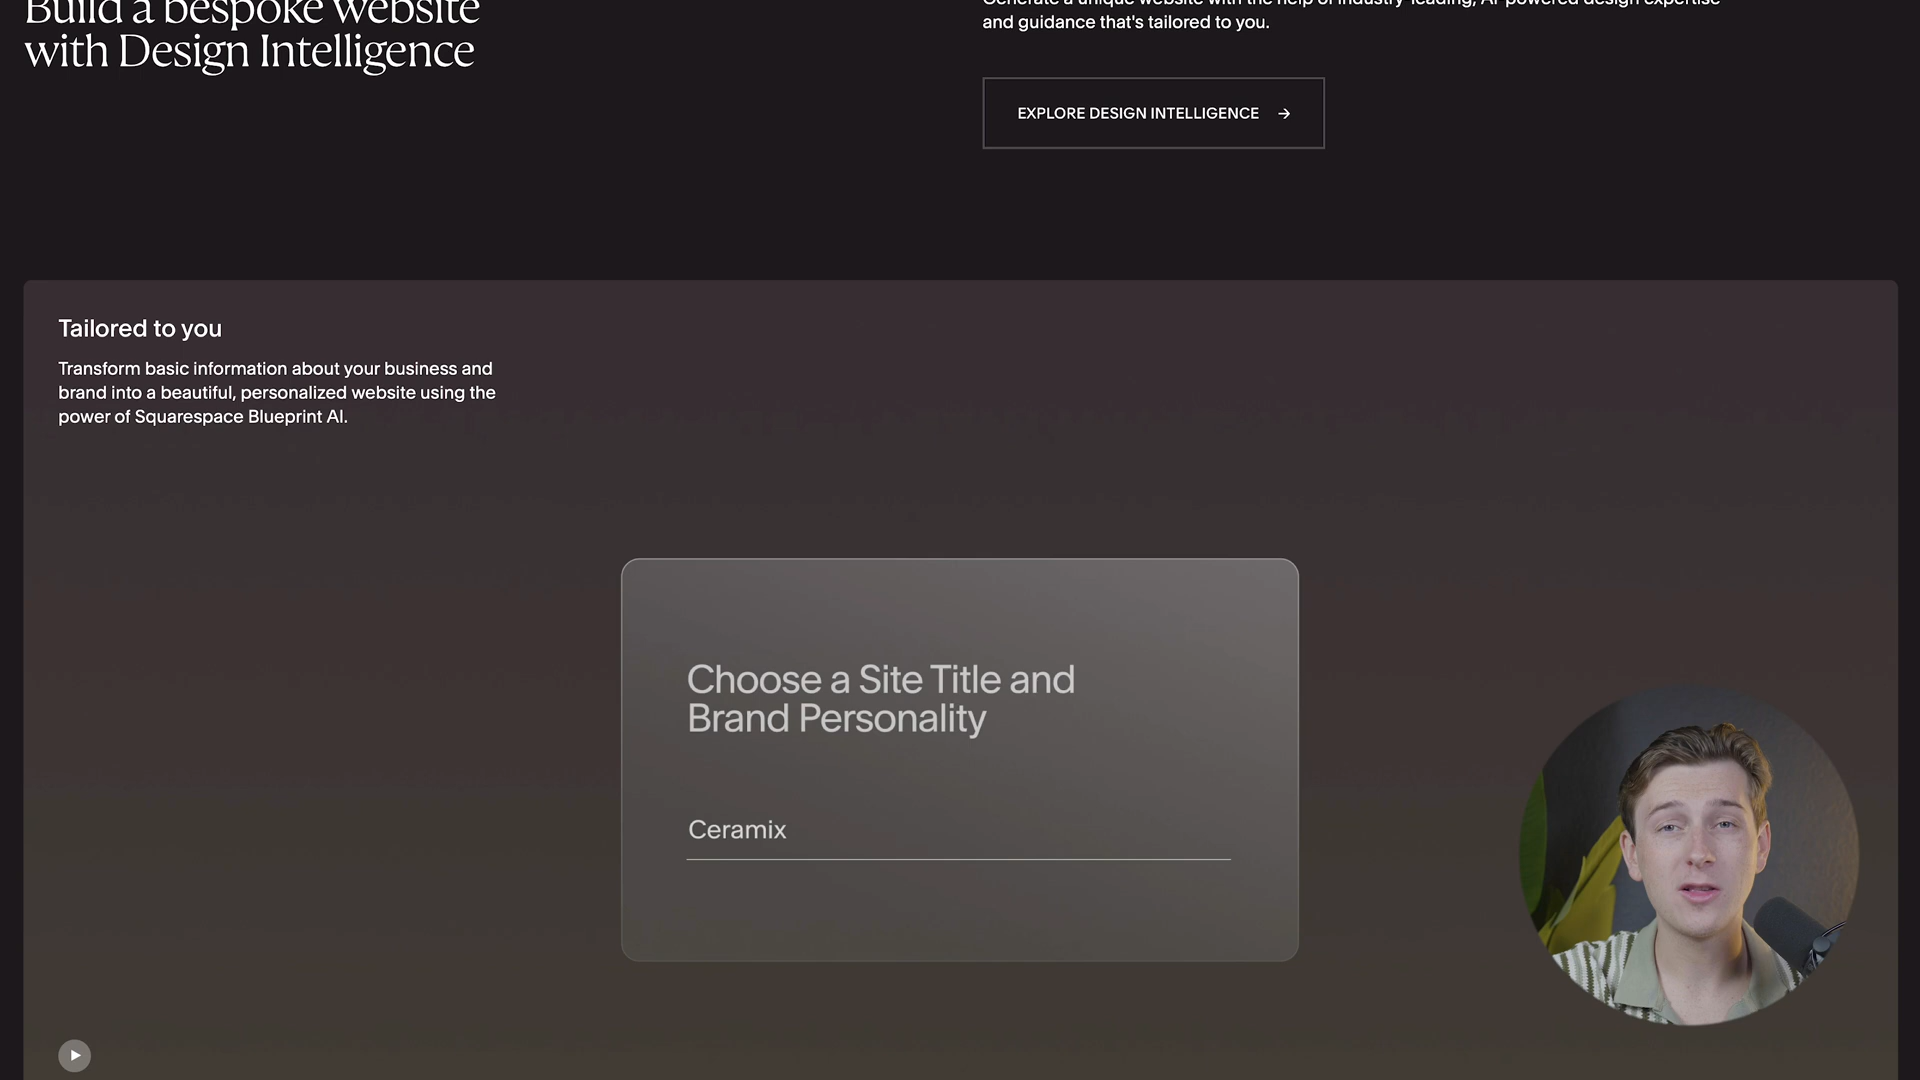 Build a bespoke website
with Design Intelligence
Generate a unique website with the help of industry-leading, AI-powered design expertise
and guidance that's tailored to you.
EXPLORE DESIGN INTELLIGENCE →
Tailored to you
Transform basic information about your business and
brand into a beautiful, personalized website using the
power of Squarespace Blueprint AI.
Choose a Site Title and
Brand Personality
Ceramix